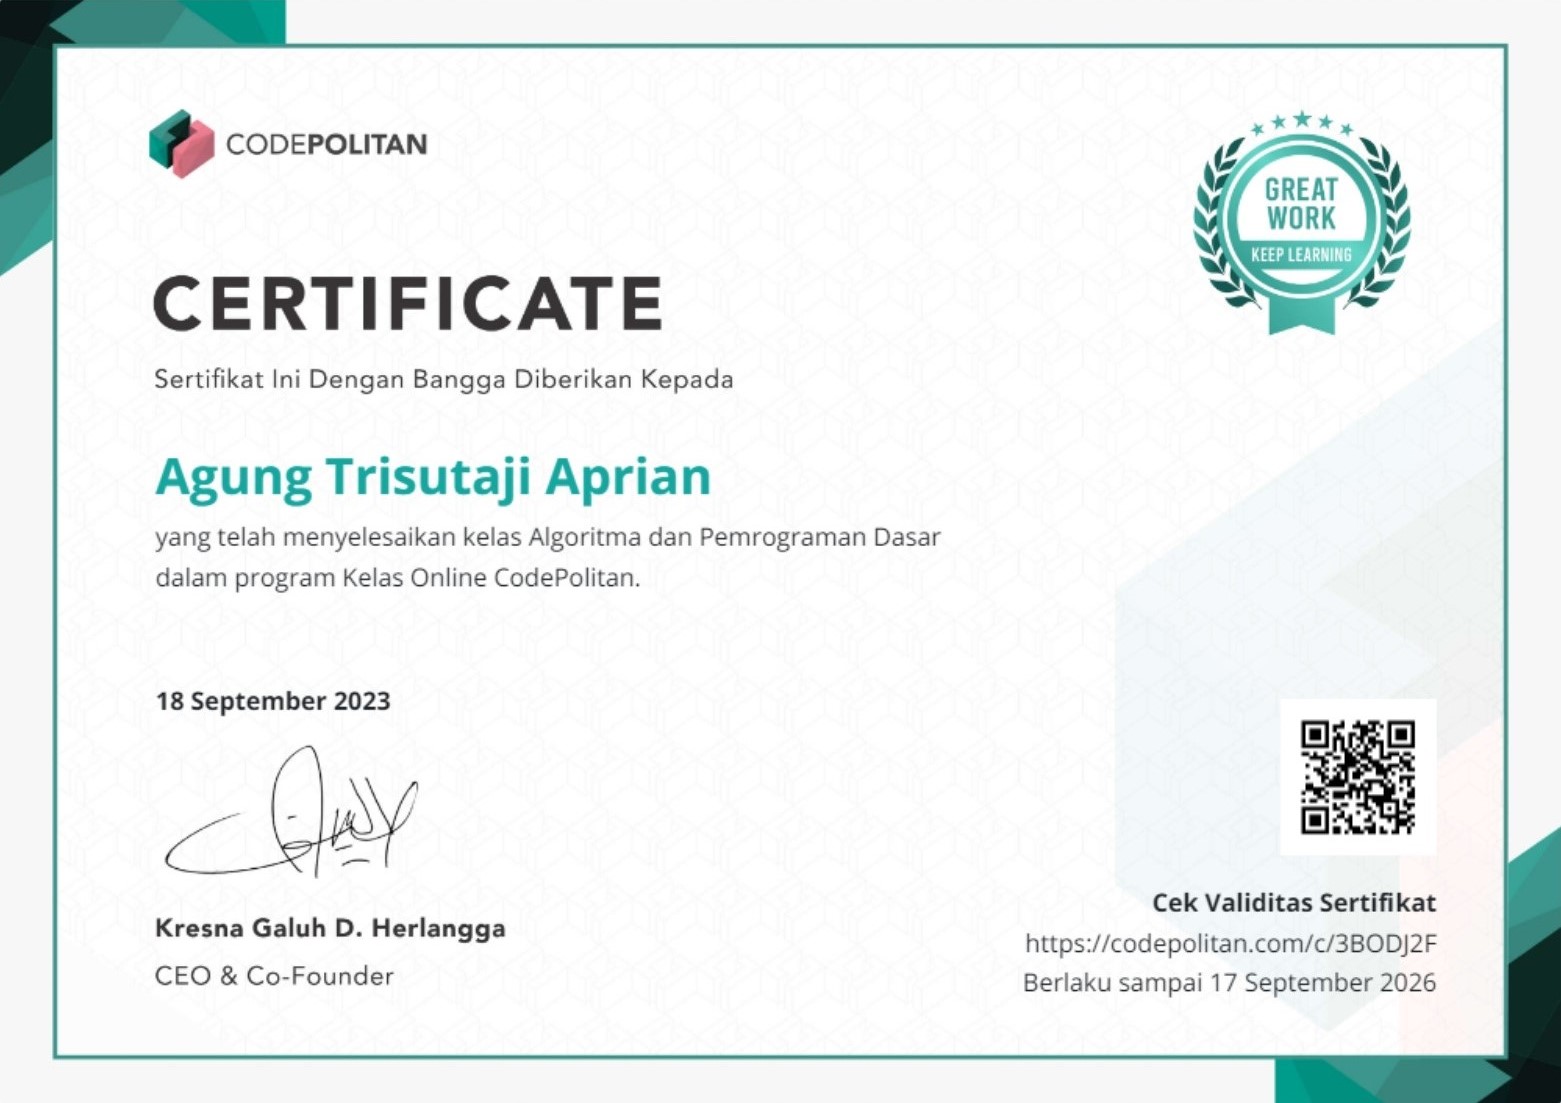 CODEPOLITAN
GREAT
WORK
KEEP LEARNING
CERTIFICATE
Sertifikat Ini Dengan Bangga Diberikan Kepada
Agung Trisutaji Aprian
yang telah menyelesaikan kelas Algoritma dan Pemrograman Dasar
dalam program Kelas Online CodePolitan.
18 September 2023
Kresna Galuh D. Herlangga
CEO & Co-Founder
Cek Validitas Sertifikat
https://codepolitan.com/c/3BODJ2F
Berlaku sampai 17 September 2026